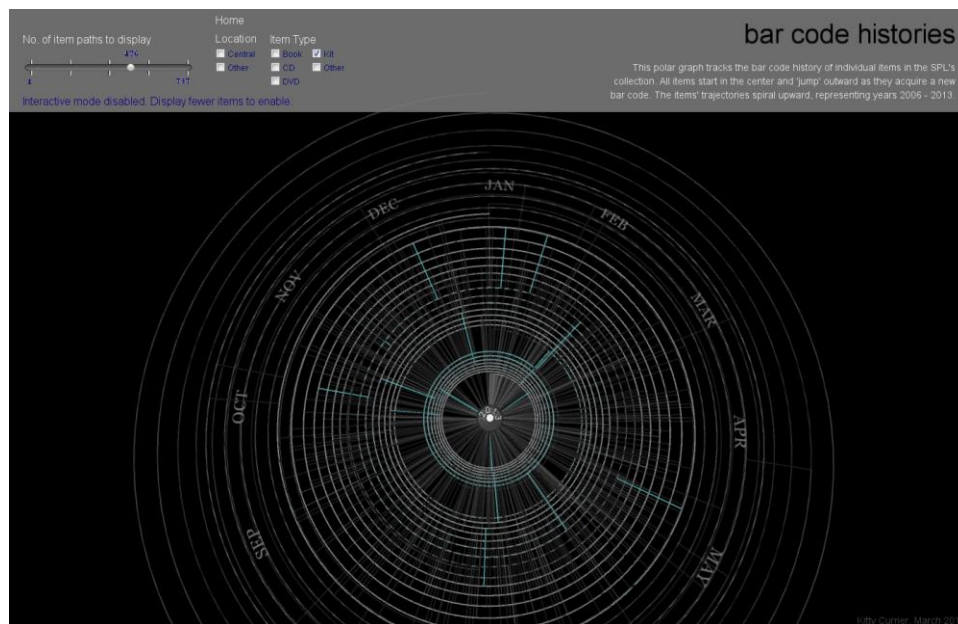 Home
bar code histories
No. of item paths to display
Location
Item Type
476
Central
Book
Kit
Other
CD
Other
DVD
This polar graph tracks the bar code history of individual items in the SPL's
collection. All items start in the center and 'jump' outward as they acquire a new
bar code. The items' trajectories spiral upward, representing years 2006 - 2013.
Interactive mode disabled. Display fewer items to enable.
JAN
DEC
FEB
NOV
MAR
OCT
APR
SEP
MAY